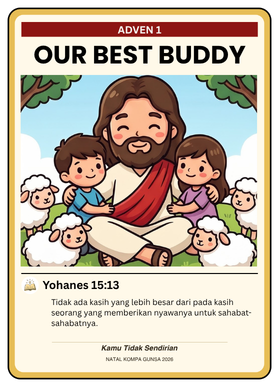 ADVEN 1
OUR BEST BUDDY
Yohanes 15:13
Tidak ada kasih yang lebih besar dari pada kasih
seorang yang memberikan nyawanya untuk sahabat-
sahabatnya.
Kamu Tidak Sendirian
NATAL KOMPA GUNSA 2026